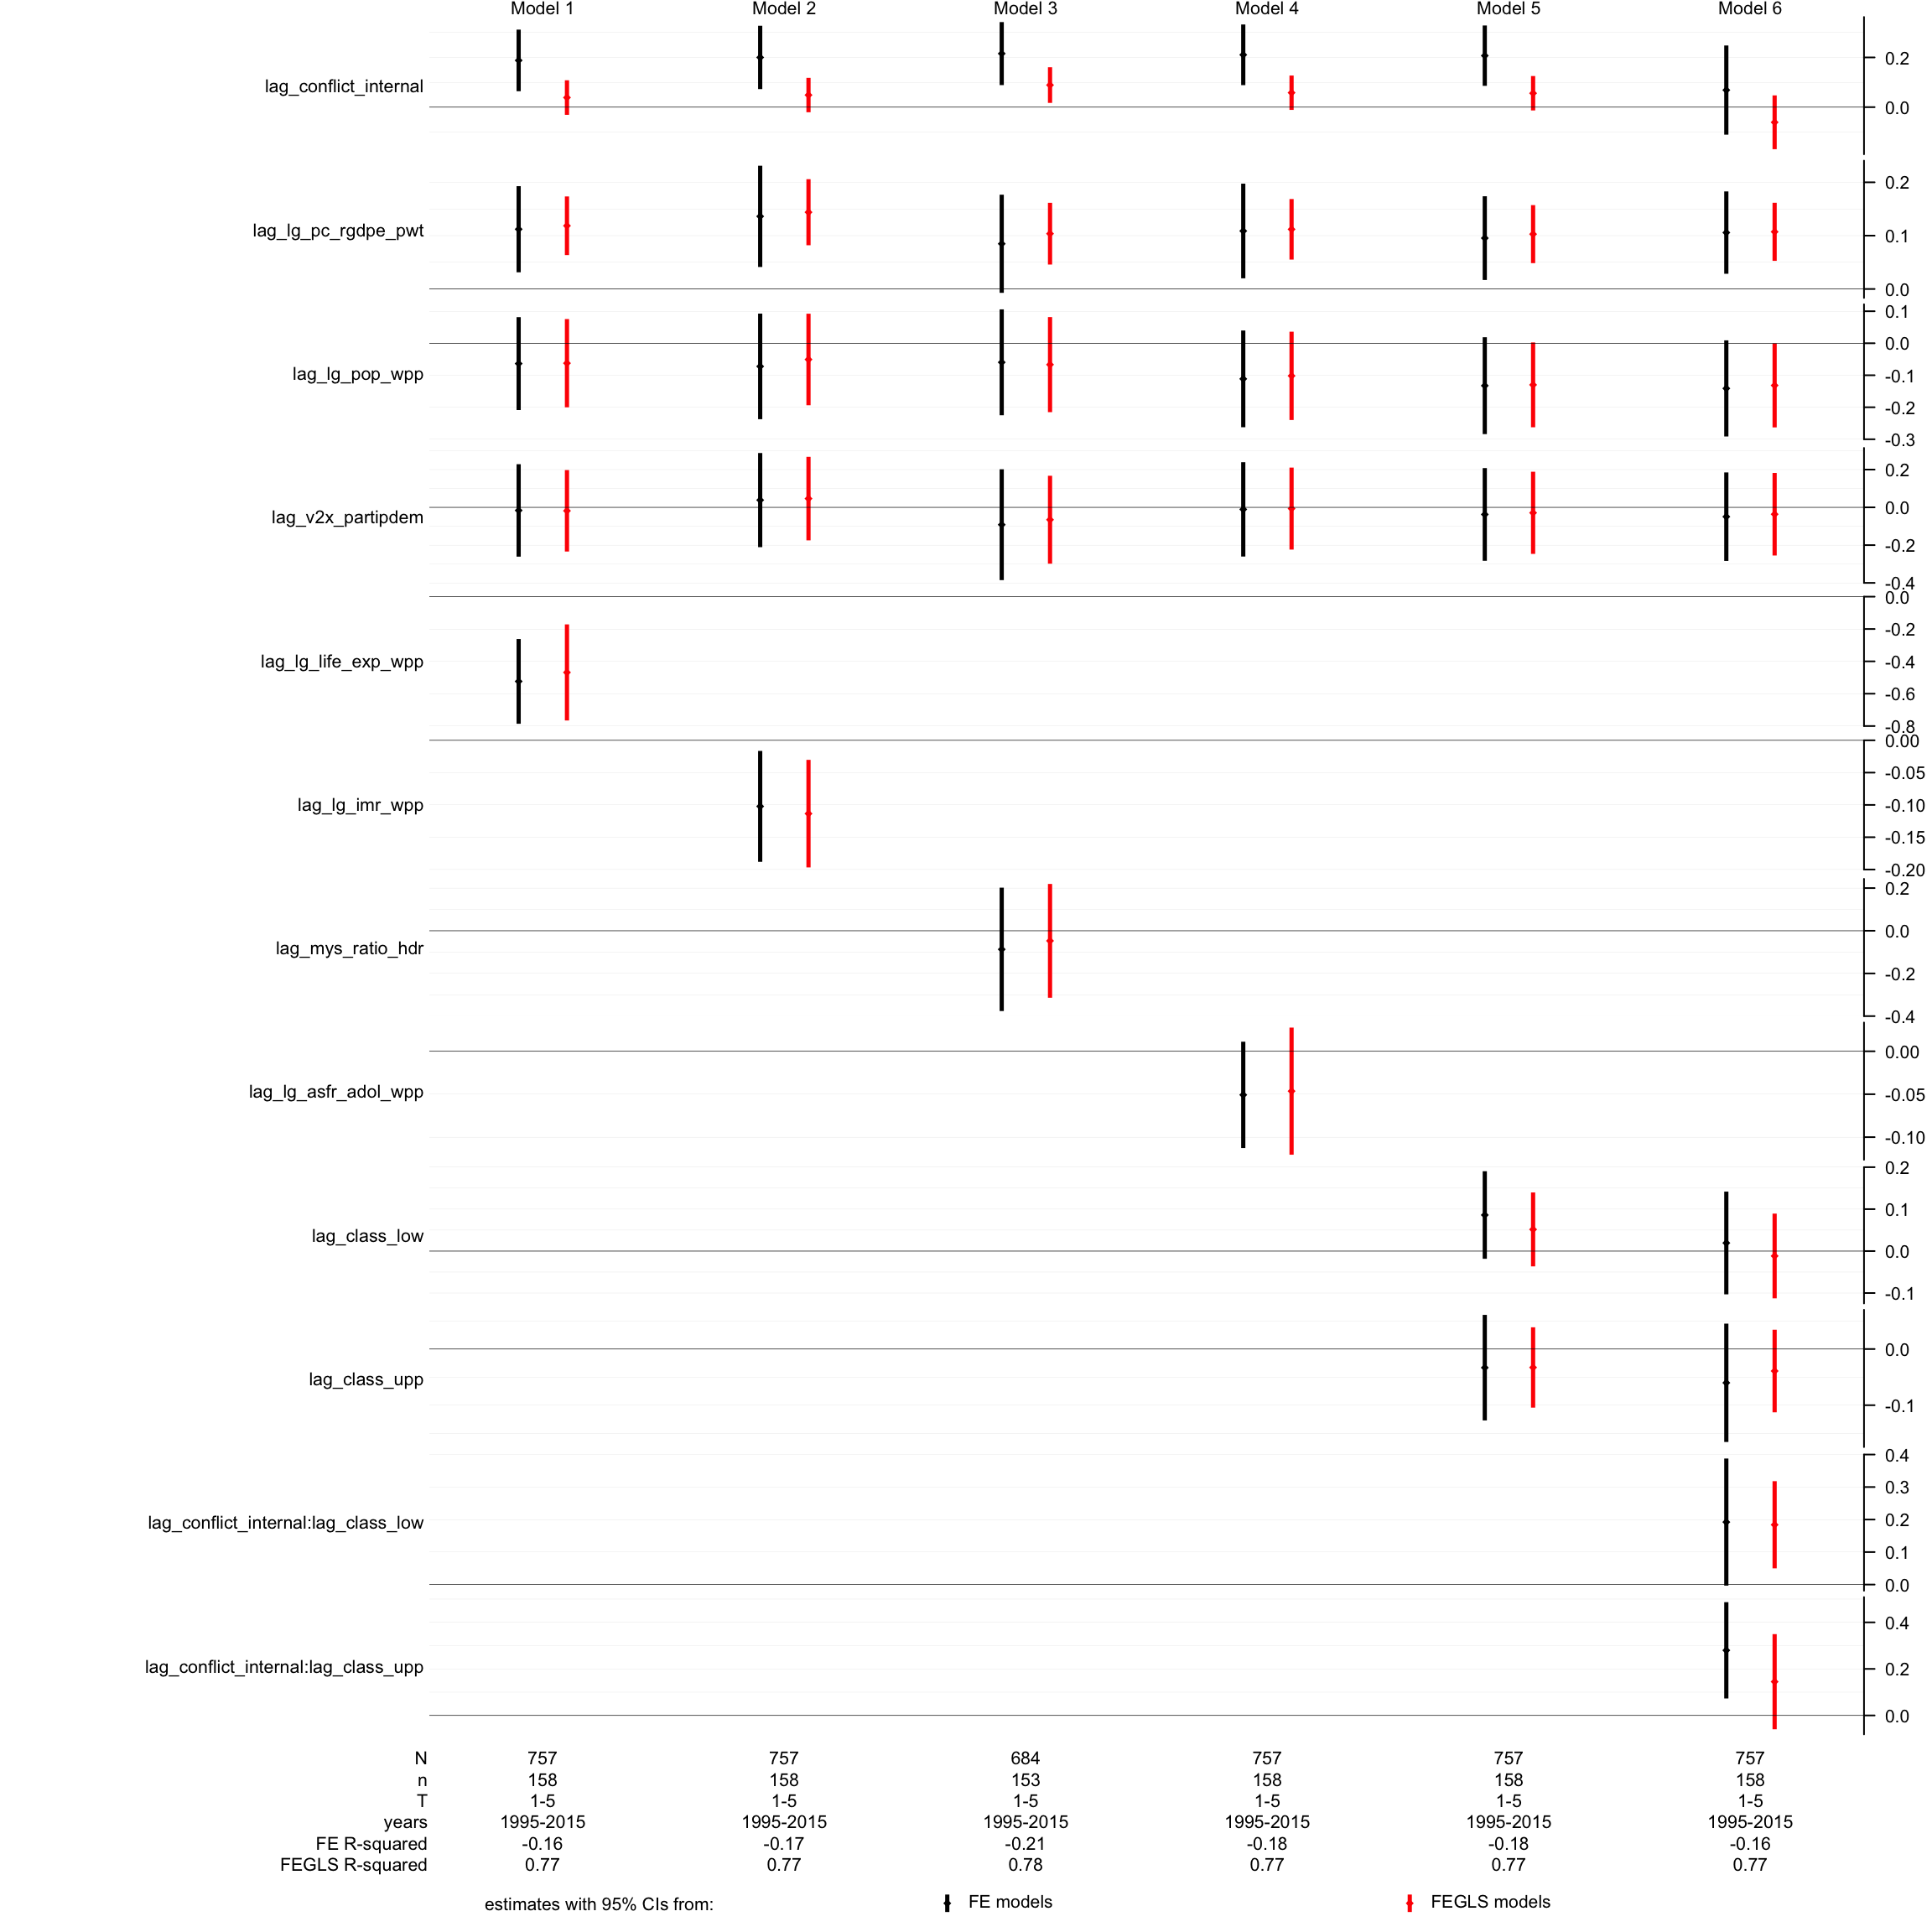 Model 1 Model 2 Model 3 Model 4 Model 5 Model 6
lag_conflict_internal
0.2
0.0
lag_lg_pc_rgdpe_pwt
0.2
0.1
0.0
lag_lg_pop_wpp
0.1
0.0
-0.1
-0.2
-0.3
lag_v2x_partipdem
0.2
0.0
-0.2
-0.4
lag_lg_life_exp_wpp
0.0
-0.2
-0.4
-0.6
-0.8
lag_lg_imr_wpp
0.00
-0.05
-0.10
-0.15
-0.20
lag_mys_ratio_hdr
0.2
0.0
-0.2
-0.4
lag_lg_asfr_adol_wpp
0.00
-0.05
-0.10
lag_class_low
0.2
0.1
0.0
-0.1
lag_class_upp
0.0
-0.1
lag_conflict_internal:lag_class_low
0.4
0.3
0.2
0.1
0.0
lag_conflict_internal:lag_class_upp
0.4
0.2
0.0
N 757 757 684 757 757 757
n 158 158 153 158 158 158
T 1-5 1-5 1-5 1-5 1-5 1-5
years 1995-2015 1995-2015 1995-2015 1995-2015 1995-2015 1995-2015
FE R-squared -0.16 -0.17 -0.21 -0.18 -0.18 -0.16
FEGLS R-squared 0.77 0.77 0.78 0.77 0.77 0.77
estimates with 95% CIs from: FE models FEGLS models